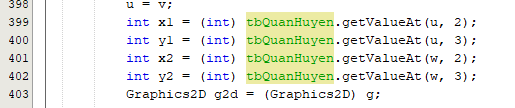 398 u = v;
399 int x1 = (int) tbQuanHuyen.getValueAt(u, 2);
400 int y1 = (int) tbQuanHuyen.getValueAt(u, 3);
401 int x2 = (int) tbQuanHuyen.getValueAt(w, 2);
402 int y2 = (int) tbQuanHuyen.getValueAt(w, 3);
403 Graphics2D g2d = (Graphics2D) g;